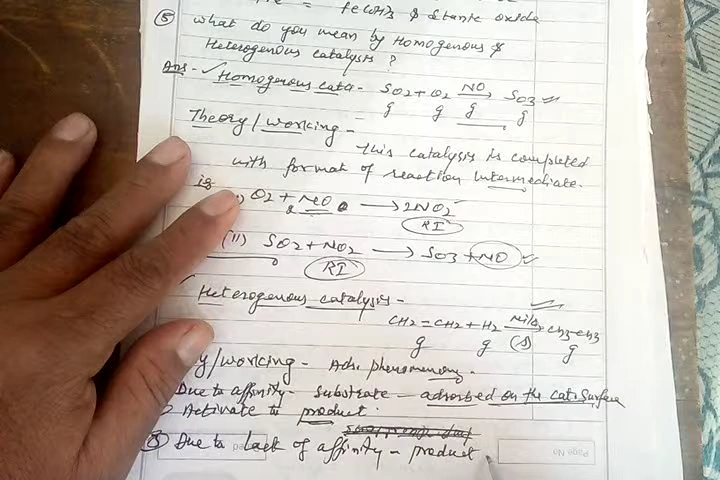 = Fe(OH)3 & Stanic oxide
⑤ what do you mean by Homogenous &
Heterogenous catalysis ?
Ans - ✓ Homogenous cata - SO2 + O2 NO SO3
g g g g
Theory/Working -
This catalysis is completed
with format of reaction intermediate.
O2 + NO → 2NO2
RI
(ii) SO2 + NO2 → SO3 + NO
RI
Heterogenous catalysis -
CH2 = CH2 + H2 Ni CH3-CH3
g g (s) g
y/working - Ads. phenomenon.
Due to affinity - substrate - adsorbed on the cat. surface
Activate to product.
③ Due to lack of affinity - product
Page No